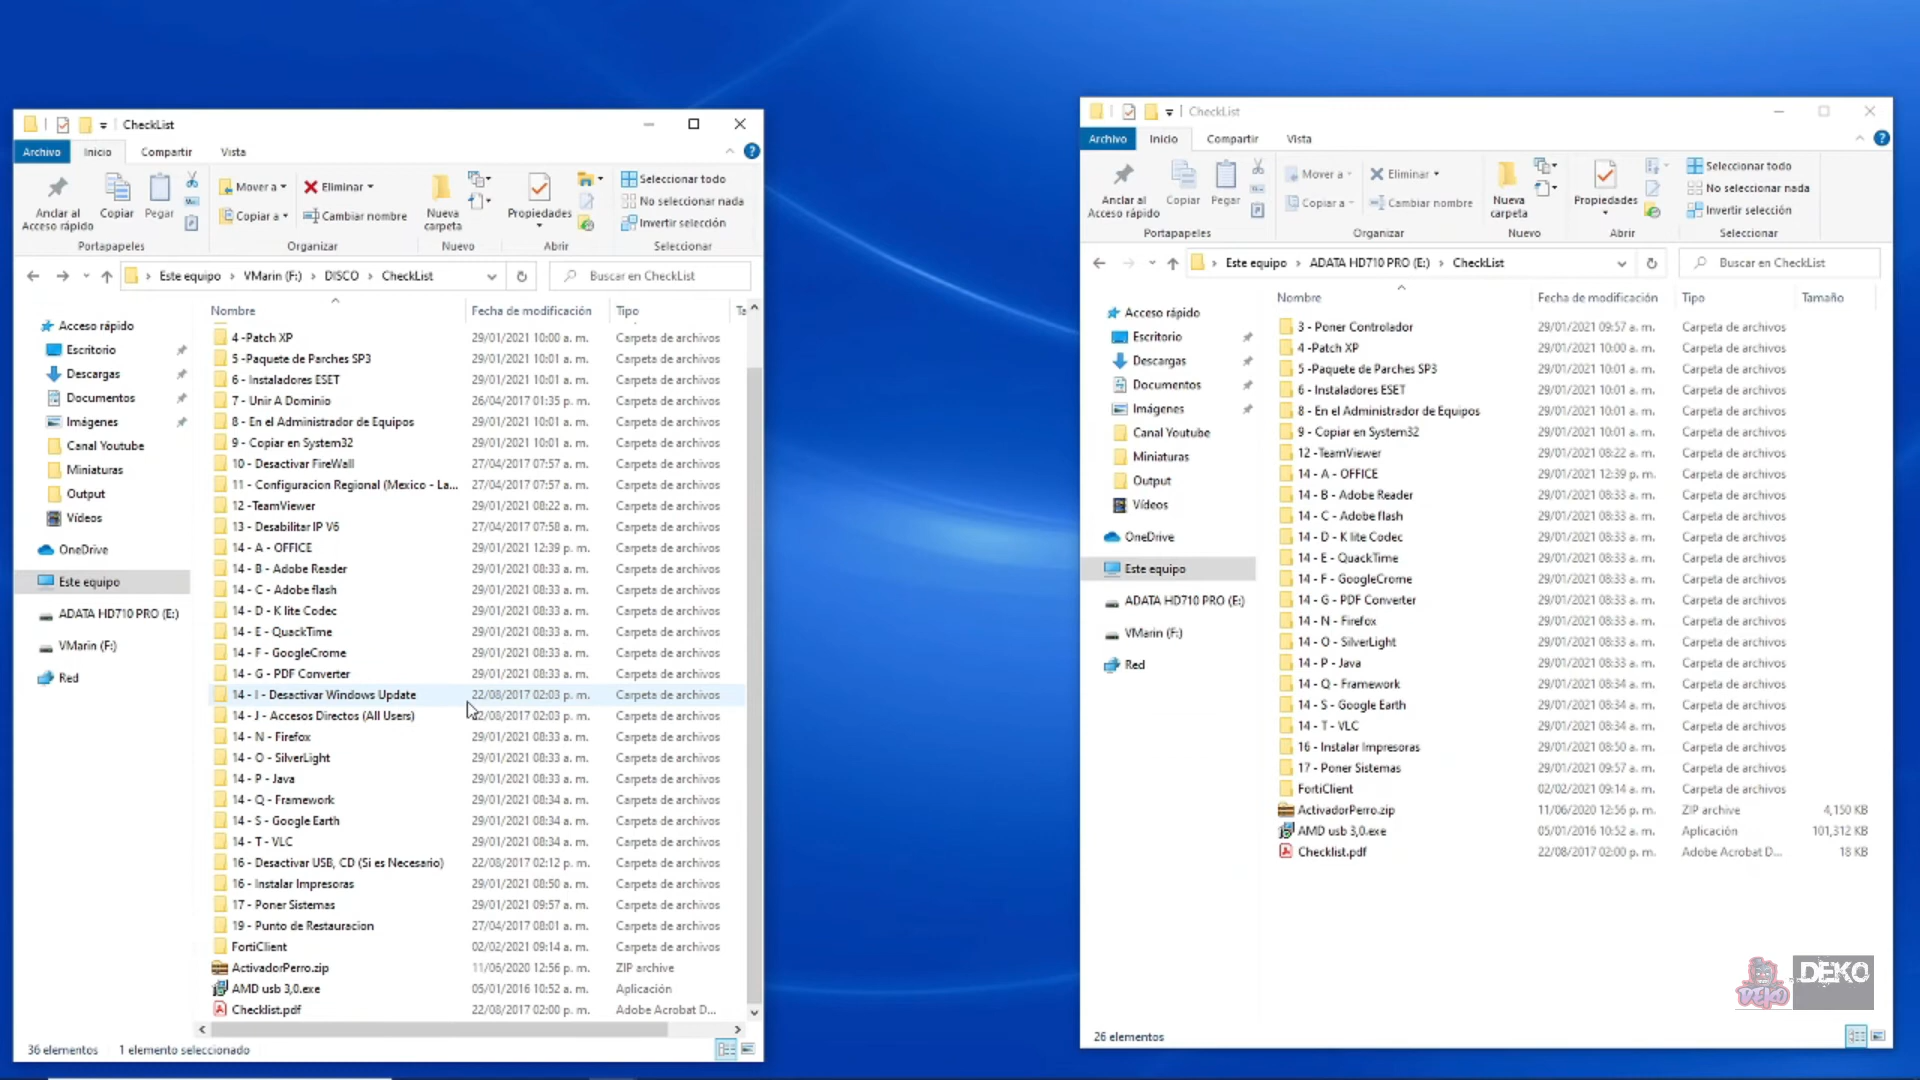 CheckList
Archivo Inicio Compartir Vista
Anclar al Acceso rápido
Copiar
Pegar
Mover a
Copiar a
Eliminar
Cambiar nombre
Nueva carpeta
Propiedades
Seleccionar todo
No seleccionar nada
Invertir selección
Portapapeles Organizar Nuevo Abrir Seleccionar
Este equipo > VMarin (F:) > DISCO > CheckList
Buscar en CheckList
Acceso rápido
Escritorio
Descargas
Documentos
Imágenes
Canal Youtube
Miniaturas
Output
Vídeos
OneDrive
Este equipo
ADATA HD710 PRO (E:)
VMarin (F:)
Red
Nombre Fecha de modificación Tipo Ta
4 -Patch XP 29/01/2021 10:00 a. m. Carpeta de archivos
5 -Paquete de Parches SP3 29/01/2021 10:01 a. m. Carpeta de archivos
6 - Instaladores ESET 29/01/2021 10:01 a. m. Carpeta de archivos
7 - Unir A Dominio 26/04/2017 01:35 p. m. Carpeta de archivos
8 - En el Administrador de Equipos 29/01/2021 10:01 a. m. Carpeta de archivos
9 - Copiar en System32 29/01/2021 10:01 a. m. Carpeta de archivos
10 - Desactivar FireWall 27/04/2017 07:57 a. m. Carpeta de archivos
11 - Configuracion Regional (Mexico - La... 27/04/2017 07:57 a. m. Carpeta de archivos
12 -TeamViewer 29/01/2021 08:22 a. m. Carpeta de archivos
13 - Desabilitar IP V6 27/04/2017 07:58 a. m. Carpeta de archivos
14 - A - OFFICE 29/01/2021 12:39 p. m. Carpeta de archivos
14 - B - Adobe Reader 29/01/2021 08:33 a. m. Carpeta de archivos
14 - C - Adobe flash 29/01/2021 08:33 a. m. Carpeta de archivos
14 - D - K lite Codec 29/01/2021 08:33 a. m. Carpeta de archivos
14 - E - QuackTime 29/01/2021 08:33 a. m. Carpeta de archivos
14 - F - GoogleCrome 29/01/2021 08:33 a. m. Carpeta de archivos
14 - G - PDF Converter 29/01/2021 08:33 a. m. Carpeta de archivos
14 - I - Desactivar Windows Update 22/08/2017 02:03 p. m. Carpeta de archivos
14 - J - Accesos Directos (All Users) 22/08/2017 02:03 p. m. Carpeta de archivos
14 - N - Firefox 29/01/2021 08:33 a. m. Carpeta de archivos
14 - O - SilverLight 29/01/2021 08:33 a. m. Carpeta de archivos
14 - P - Java 29/01/2021 08:33 a. m. Carpeta de archivos
14 - Q - Framework 29/01/2021 08:34 a. m. Carpeta de archivos
14 - S - Google Earth 29/01/2021 08:34 a. m. Carpeta de archivos
14 - T - VLC 29/01/2021 08:34 a. m. Carpeta de archivos
16 - Desactivar USB, CD (Si es Necesario) 22/08/2017 02:12 p. m. Carpeta de archivos
16 - Instalar Impresoras 29/01/2021 08:50 a. m. Carpeta de archivos
17 - Poner Sistemas 29/01/2021 09:57 a. m. Carpeta de archivos
19 - Punto de Restauracion 27/04/2017 08:01 a. m. Carpeta de archivos
FortiClient 02/02/2021 09:14 a. m. Carpeta de archivos
ActivadorPerro.zip 11/06/2020 12:56 p. m. ZIP archive
AMD usb 3,0.exe 05/01/2016 10:52 a. m. Aplicación
Checklist.pdf 22/08/2017 02:00 p. m. Adobe Acrobat D...
36 elementos 1 elemento seleccionado
CheckList
Archivo Inicio Compartir Vista
Anclar al Acceso rápido
Copiar
Pegar
Mover a
Copiar a
Eliminar
Cambiar nombre
Nueva carpeta
Propiedades
Seleccionar todo
No seleccionar nada
Invertir selección
Portapapeles Organizar Nuevo Abrir Seleccionar
Este equipo > ADATA HD710 PRO (E:) > CheckList
Buscar en CheckList
Acceso rápido
Escritorio
Descargas
Documentos
Imágenes
Canal Youtube
Miniaturas
Output
Vídeos
OneDrive
Este equipo
ADATA HD710 PRO (E:)
VMarin (F:)
Red
Nombre Fecha de modificación Tipo Tamaño
3 - Poner Controlador 29/01/2021 09:57 a. m. Carpeta de archivos
4 -Patch XP 29/01/2021 10:00 a. m. Carpeta de archivos
5 -Paquete de Parches SP3 29/01/2021 10:01 a. m. Carpeta de archivos
6 - Instaladores ESET 29/01/2021 10:01 a. m. Carpeta de archivos
8 - En el Administrador de Equipos 29/01/2021 10:01 a. m. Carpeta de archivos
9 - Copiar en System32 29/01/2021 10:01 a. m. Carpeta de archivos
12 -TeamViewer 29/01/2021 08:22 a. m. Carpeta de archivos
14 - A - OFFICE 29/01/2021 12:39 p. m. Carpeta de archivos
14 - B - Adobe Reader 29/01/2021 08:33 a. m. Carpeta de archivos
14 - C - Adobe flash 29/01/2021 08:33 a. m. Carpeta de archivos
14 - D - K lite Codec 29/01/2021 08:33 a. m. Carpeta de archivos
14 - E - QuackTime 29/01/2021 08:33 a. m. Carpeta de archivos
14 - F - GoogleCrome 29/01/2021 08:33 a. m. Carpeta de archivos
14 - G - PDF Converter 29/01/2021 08:33 a. m. Carpeta de archivos
14 - N - Firefox 29/01/2021 08:33 a. m. Carpeta de archivos
14 - O - SilverLight 29/01/2021 08:33 a. m. Carpeta de archivos
14 - P - Java 29/01/2021 08:33 a. m. Carpeta de archivos
14 - Q - Framework 29/01/2021 08:34 a. m. Carpeta de archivos
14 - S - Google Earth 29/01/2021 08:34 a. m. Carpeta de archivos
14 - T - VLC 29/01/2021 08:34 a. m. Carpeta de archivos
16 - Instalar Impresoras 29/01/2021 08:50 a. m. Carpeta de archivos
17 - Poner Sistemas 29/01/2021 09:57 a. m. Carpeta de archivos
FortiClient 02/02/2021 09:14 a. m. Carpeta de archivos
ActivadorPerro.zip 11/06/2020 12:56 p. m. ZIP archive 4,150 KB
AMD usb 3,0.exe 05/01/2016 10:52 a. m. Aplicación 101,312 KB
Checklist.pdf 22/08/2017 02:00 p. m. Adobe Acrobat D... 18 KB
26 elementos
DEKO
DEKO